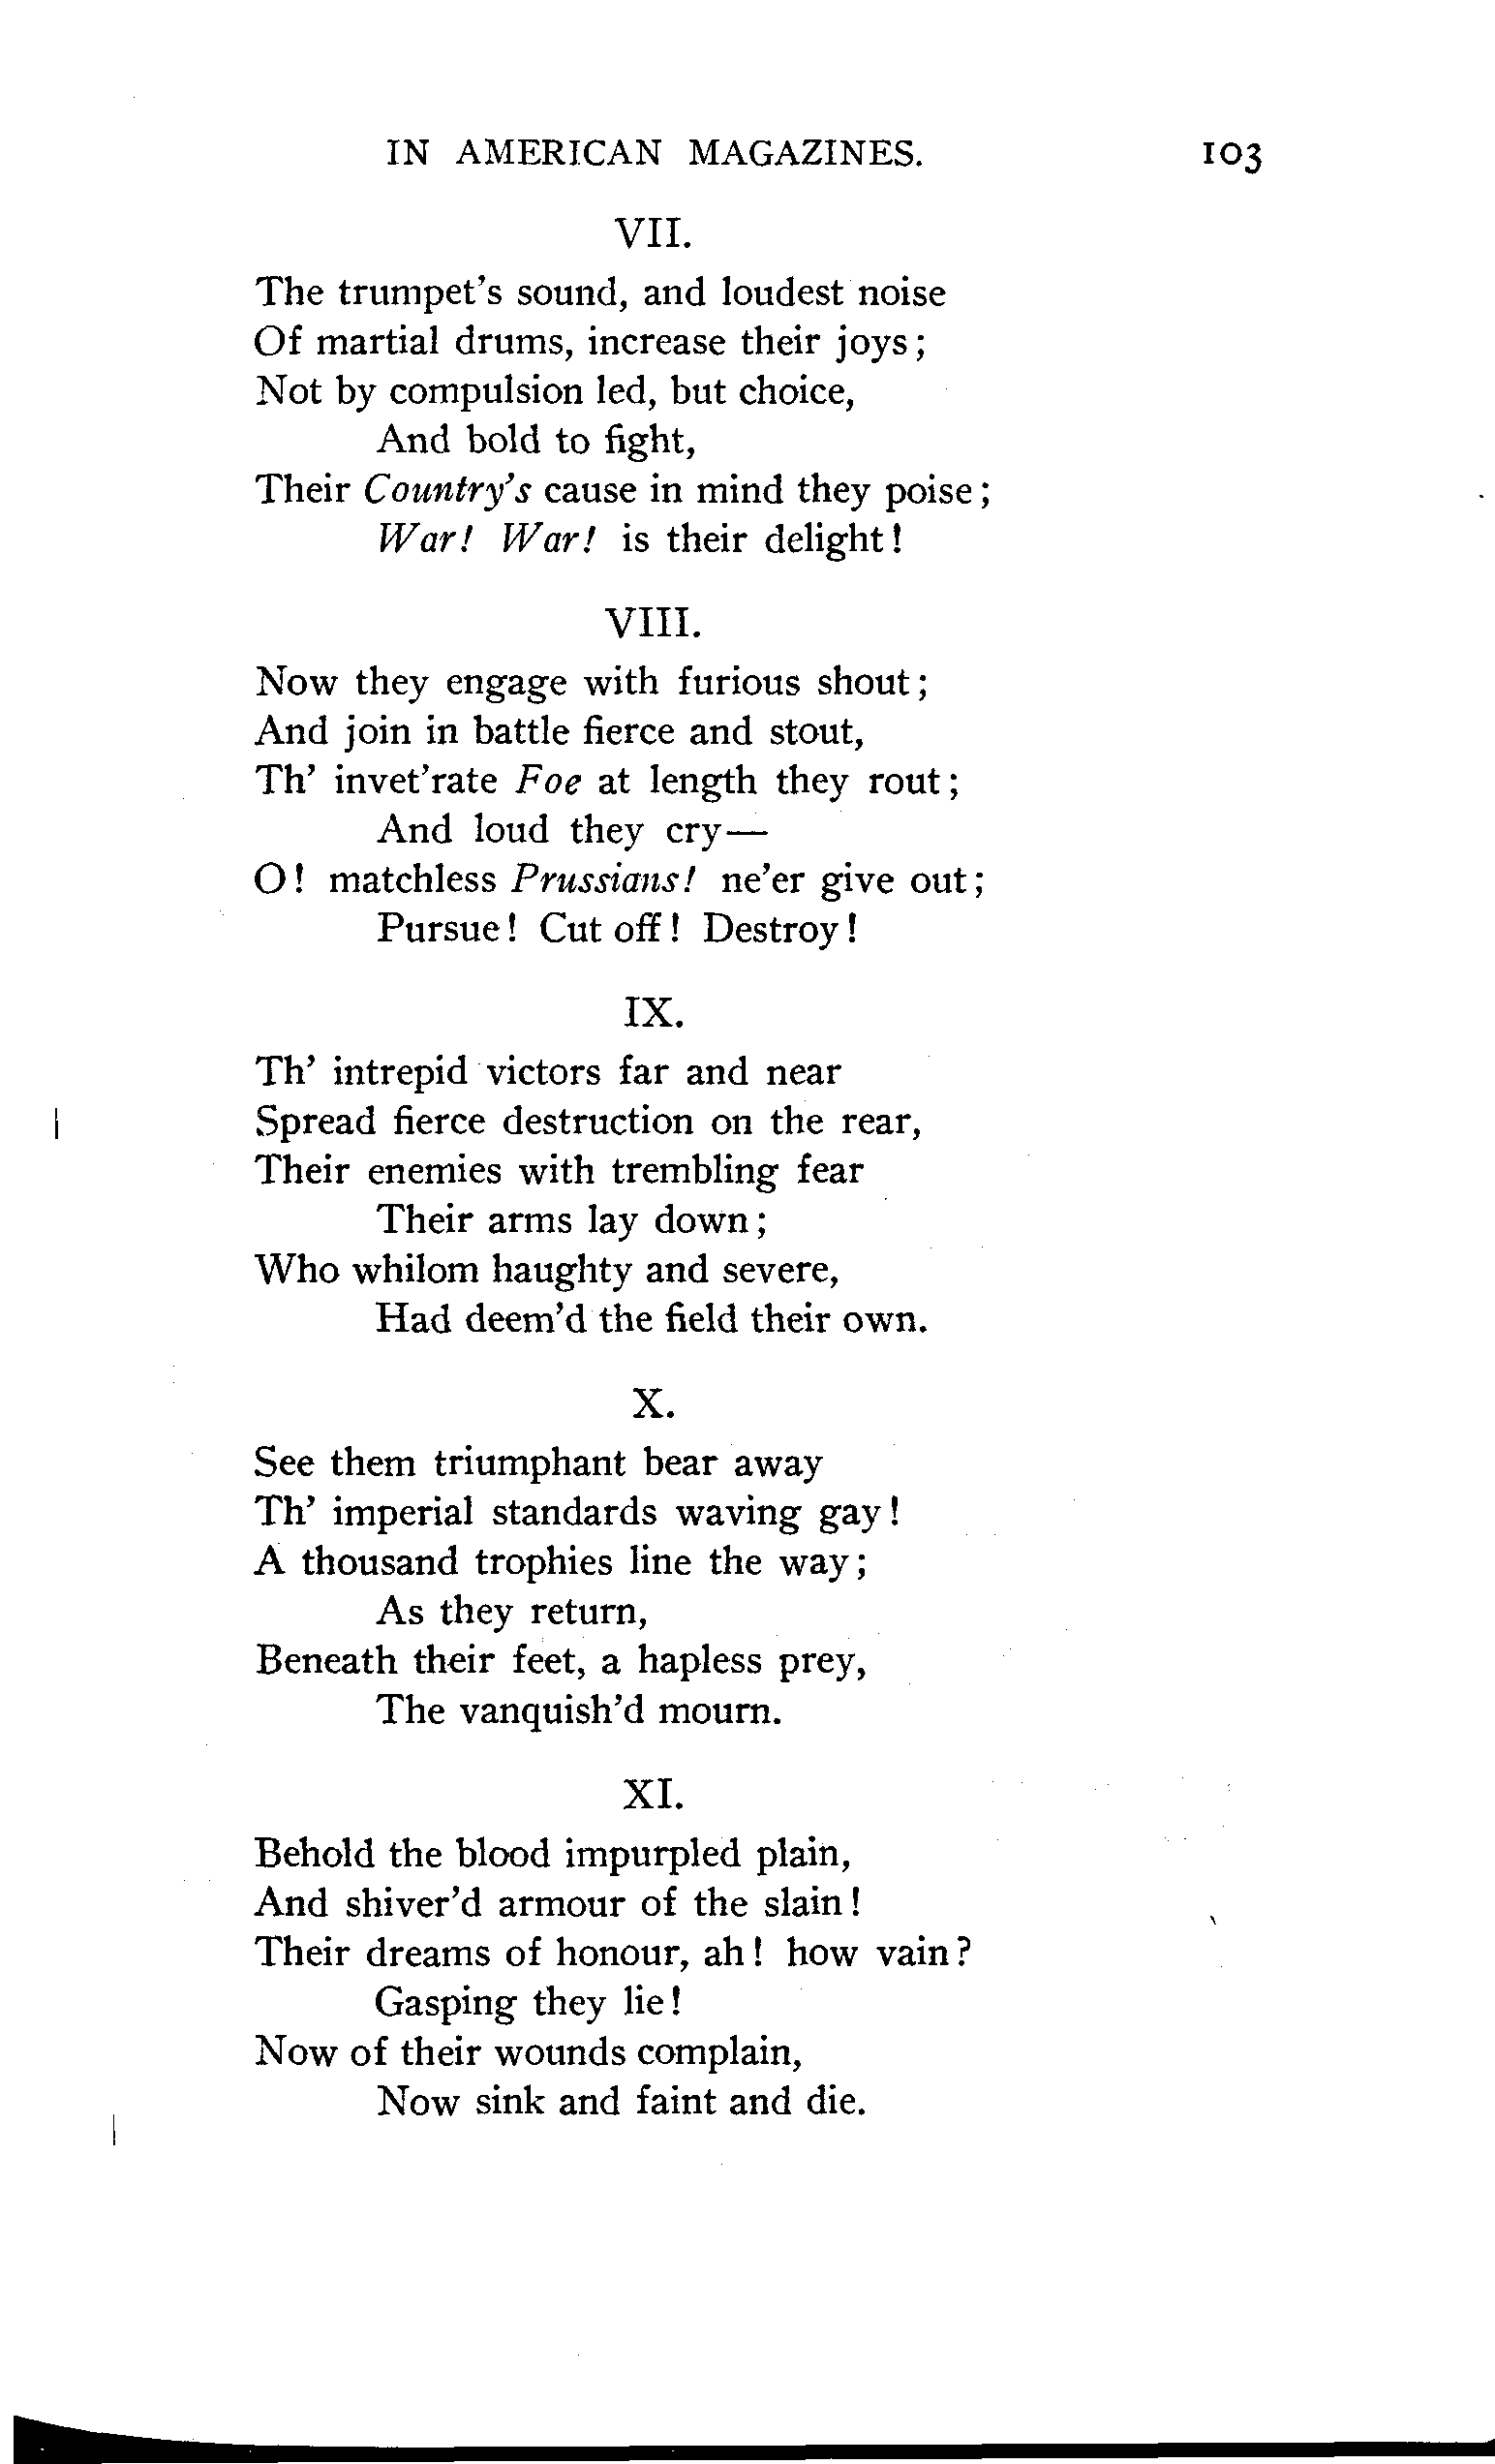 IN AMERICAN MAGAZINES. 103
VII.
The trumpet's sound, and loudest noise
Of martial drums, increase their joys;
Not by compulsion led, but choice,
And bold to fight,
Their Country's cause in mind they poise;
War! War! is their delight!
VIII.
Now they engage with furious shout;
And join in battle fierce and stout,
Th' invet'rate Foe at length they rout;
And loud they cry—
O! matchless Prussians! ne'er give out;
Pursue! Cut off! Destroy!
IX.
Th' intrepid victors far and near
Spread fierce destruction on the rear,
Their enemies with trembling fear
Their arms lay down;
Who whilom haughty and severe,
Had deem'd the field their own.
X.
See them triumphant bear away
Th' imperial standards waving gay!
A thousand trophies line the way;
As they return,
Beneath their feet, a hapless prey,
The vanquish'd mourn.
XI.
Behold the blood impurpled plain,
And shiver'd armour of the slain!
Their dreams of honour, ah! how vain?
Gasping they lie!
Now of their wounds complain,
Now sink and faint and die.